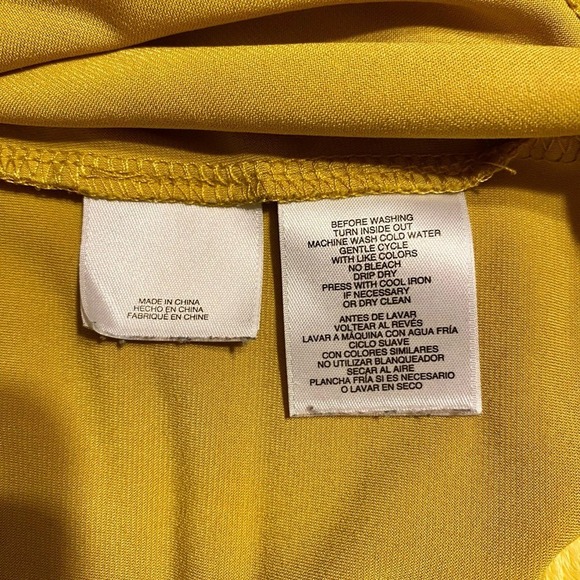 MADE IN CHINA
HECHO EN CHINA
FABRIQUÉ EN CHINE
BEFORE WASHING
TURN INSIDE OUT
MACHINE WASH COLD WATER
GENTLE CYCLE
WITH LIKE COLORS
NO BLEACH
DRIP DRY
PRESS WITH COOL IRON
IF NECESSARY
OR DRY CLEAN
ANTES DE LAVAR
VOLTEAR AL REVÉS
LAVAR A MÁQUINA CON AGUA FRÍA
CICLO SUAVE
CON COLORES SIMILARES
NO UTILIZAR BLANQUEADOR
SECAR AL AIRE
PLANCHA FRÍA SI ES NECESARIO
O LAVAR EN SECO